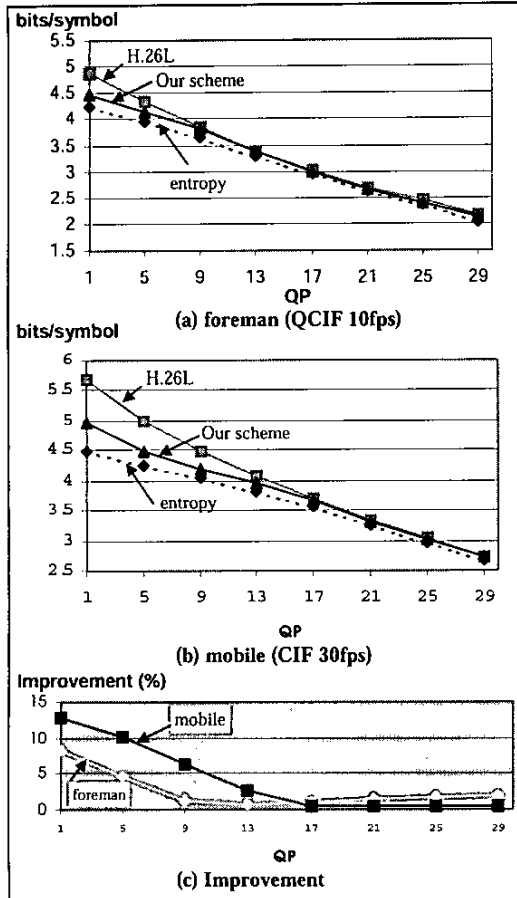 bits/symbol
5.5
5
4.5
4
3.5
3
2.5
2
1.5
H.26L
Our scheme
entropy
1 5 9 13 17 21 25 29
QP
(a) foreman (QCIF 10fps)
bits/symbol
6
5.5
5
4.5
4
3.5
3
2.5
H.26L
Our scheme
entropy
1 5 9 13 17 21 25 29
QP
(b) mobile (CIF 30fps)
Improvement (%)
15
10
5
0
mobile
foreman
1 5 9 13 17 21 25 29
QP
(c) Improvement